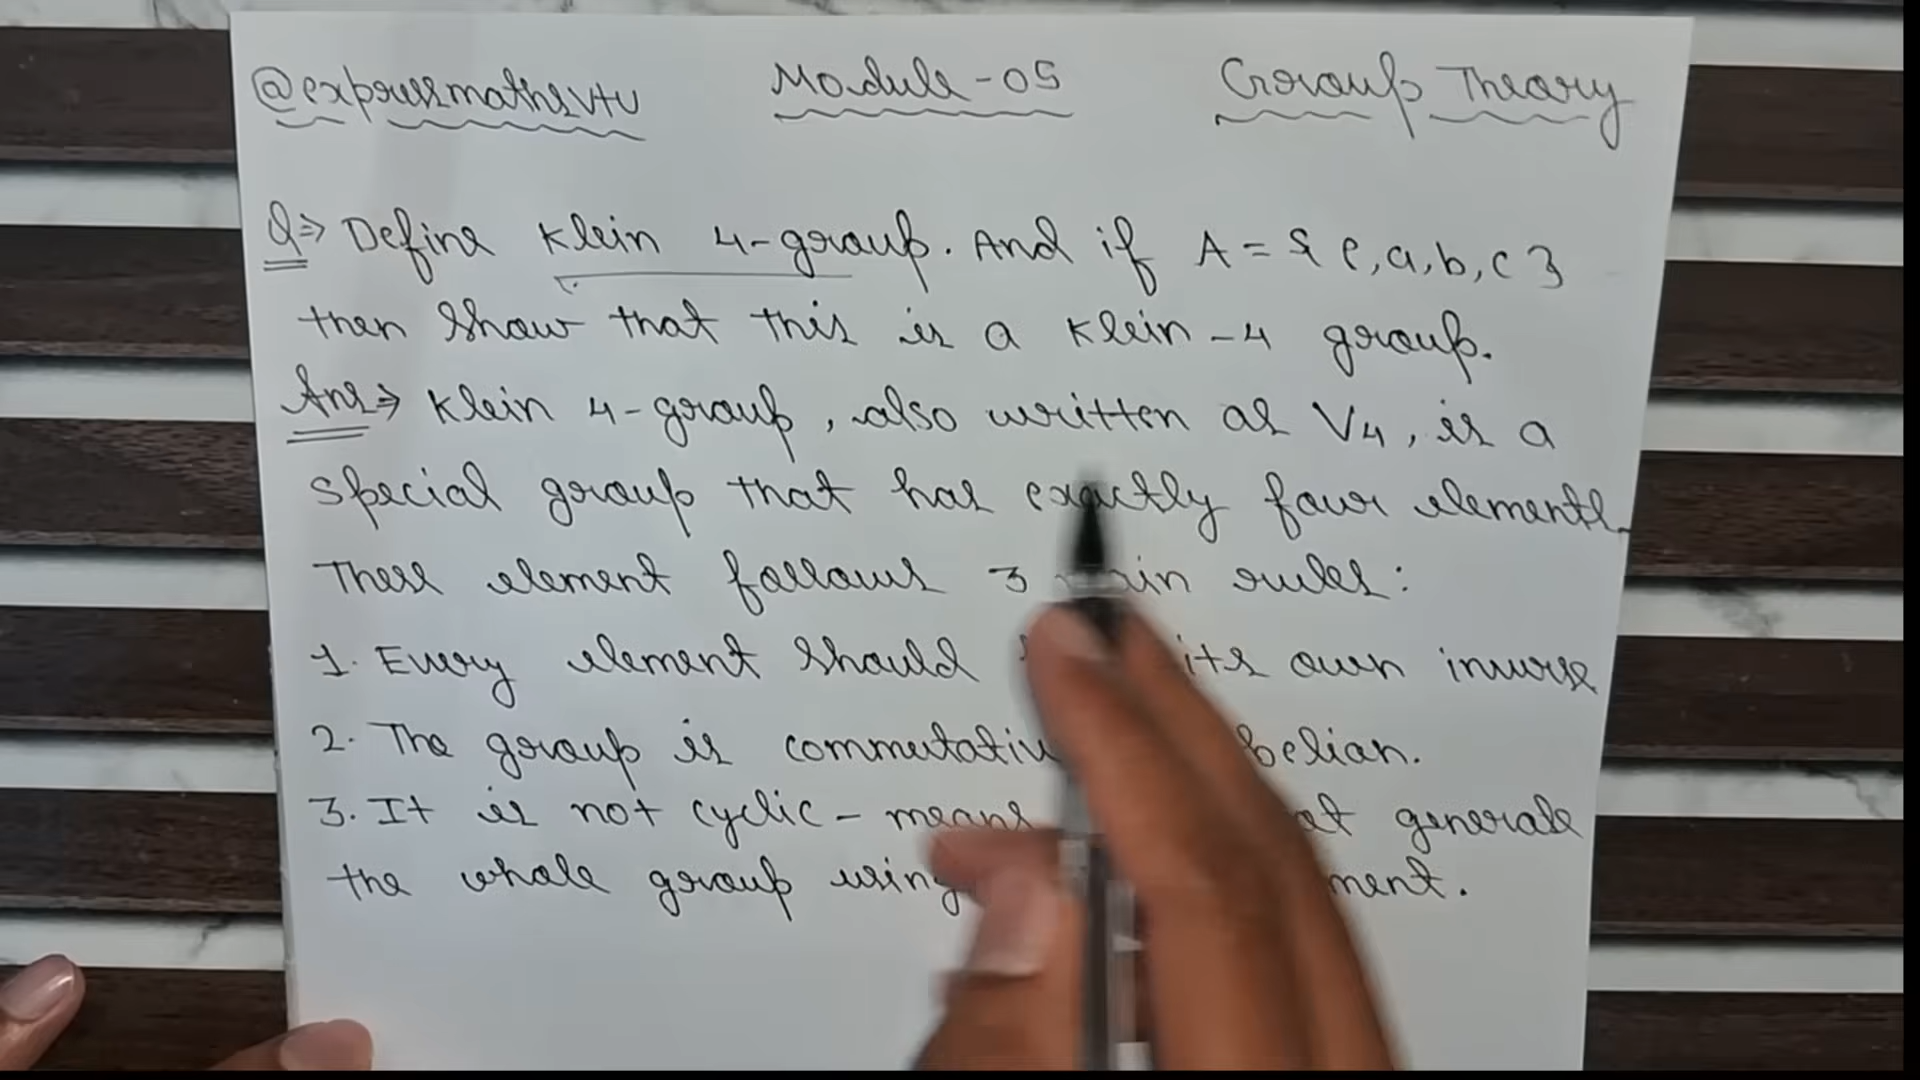 @expressmathsvtu Module-05 Group Theory
Q⇒ Define Klein 4-group. And if A = { e,a,b,c }
then show that this is a Klein-4 group.
Ans⇒ Klein 4-group, also written as V4, is a
special group that has exactly four elements.
These element follows 3 rules:
1. Every element should its own inverse
2. The group is
3. It is not cyclic - means generate
the whole group using